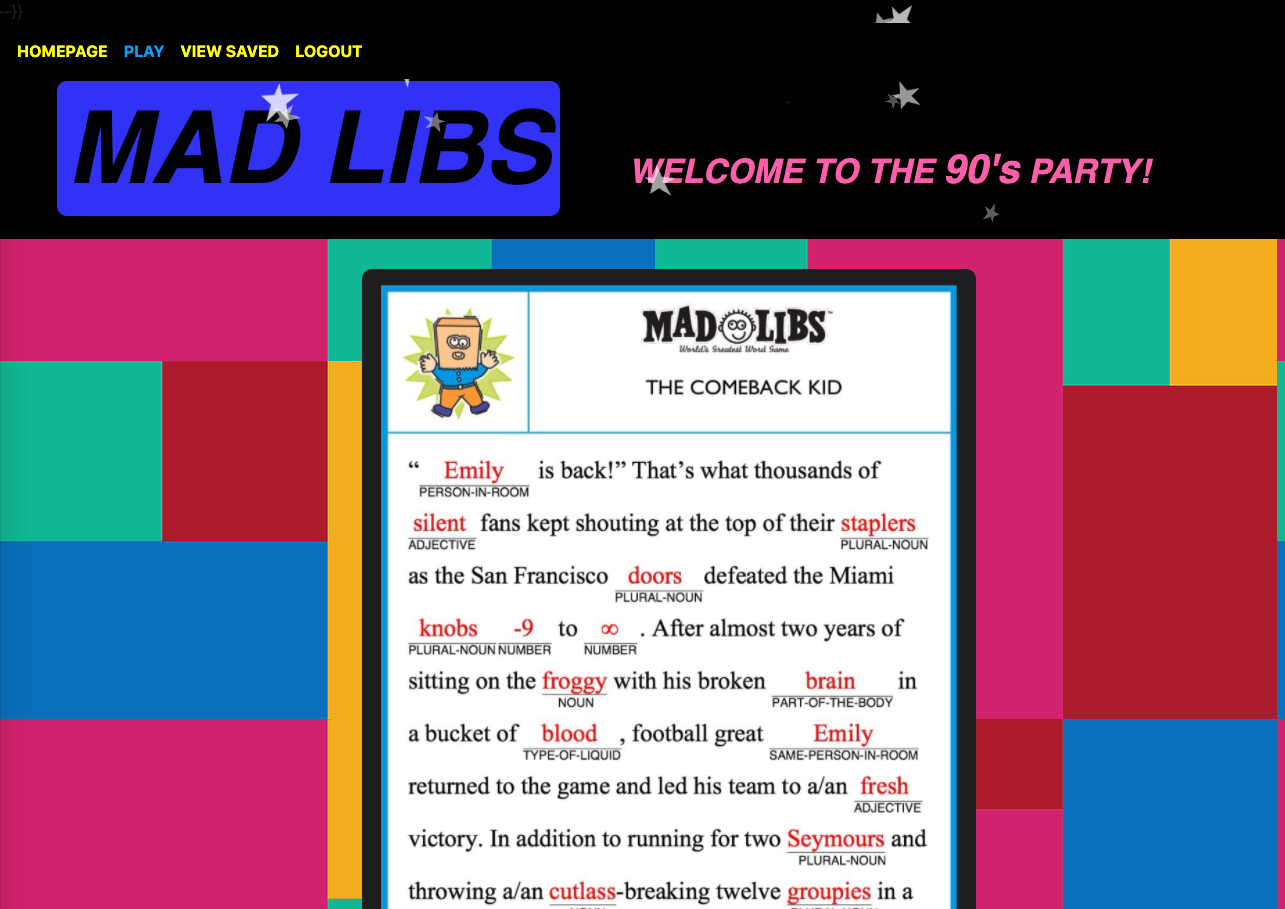 --}}
HOMEPAGE PLAY VIEW SAVED LOGOUT
MAD LIBS
WELCOME TO THE 90's PARTY!
MAD LIBS™
World's Greatest Word Game
THE COMEBACK KID
“ Emily is back!” That’s what thousands of
PERSON-IN-ROOM
silent fans kept shouting at the top of their staplers
ADJECTIVE PLURAL-NOUN
as the San Francisco doors defeated the Miami
PLURAL-NOUN
knobs -9 to ∞ . After almost two years of
PLURAL-NOUN NUMBER NUMBER
sitting on the froggy with his broken brain in
NOUN PART-OF-THE-BODY
a bucket of blood , football great Emily
TYPE-OF-LIQUID SAME-PERSON-IN-ROOM
returned to the game and led his team to a/an fresh
ADJECTIVE
victory. In addition to running for two Seymours and
PLURAL-NOUN
throwing a/an cutlass-breaking twelve groupies in a